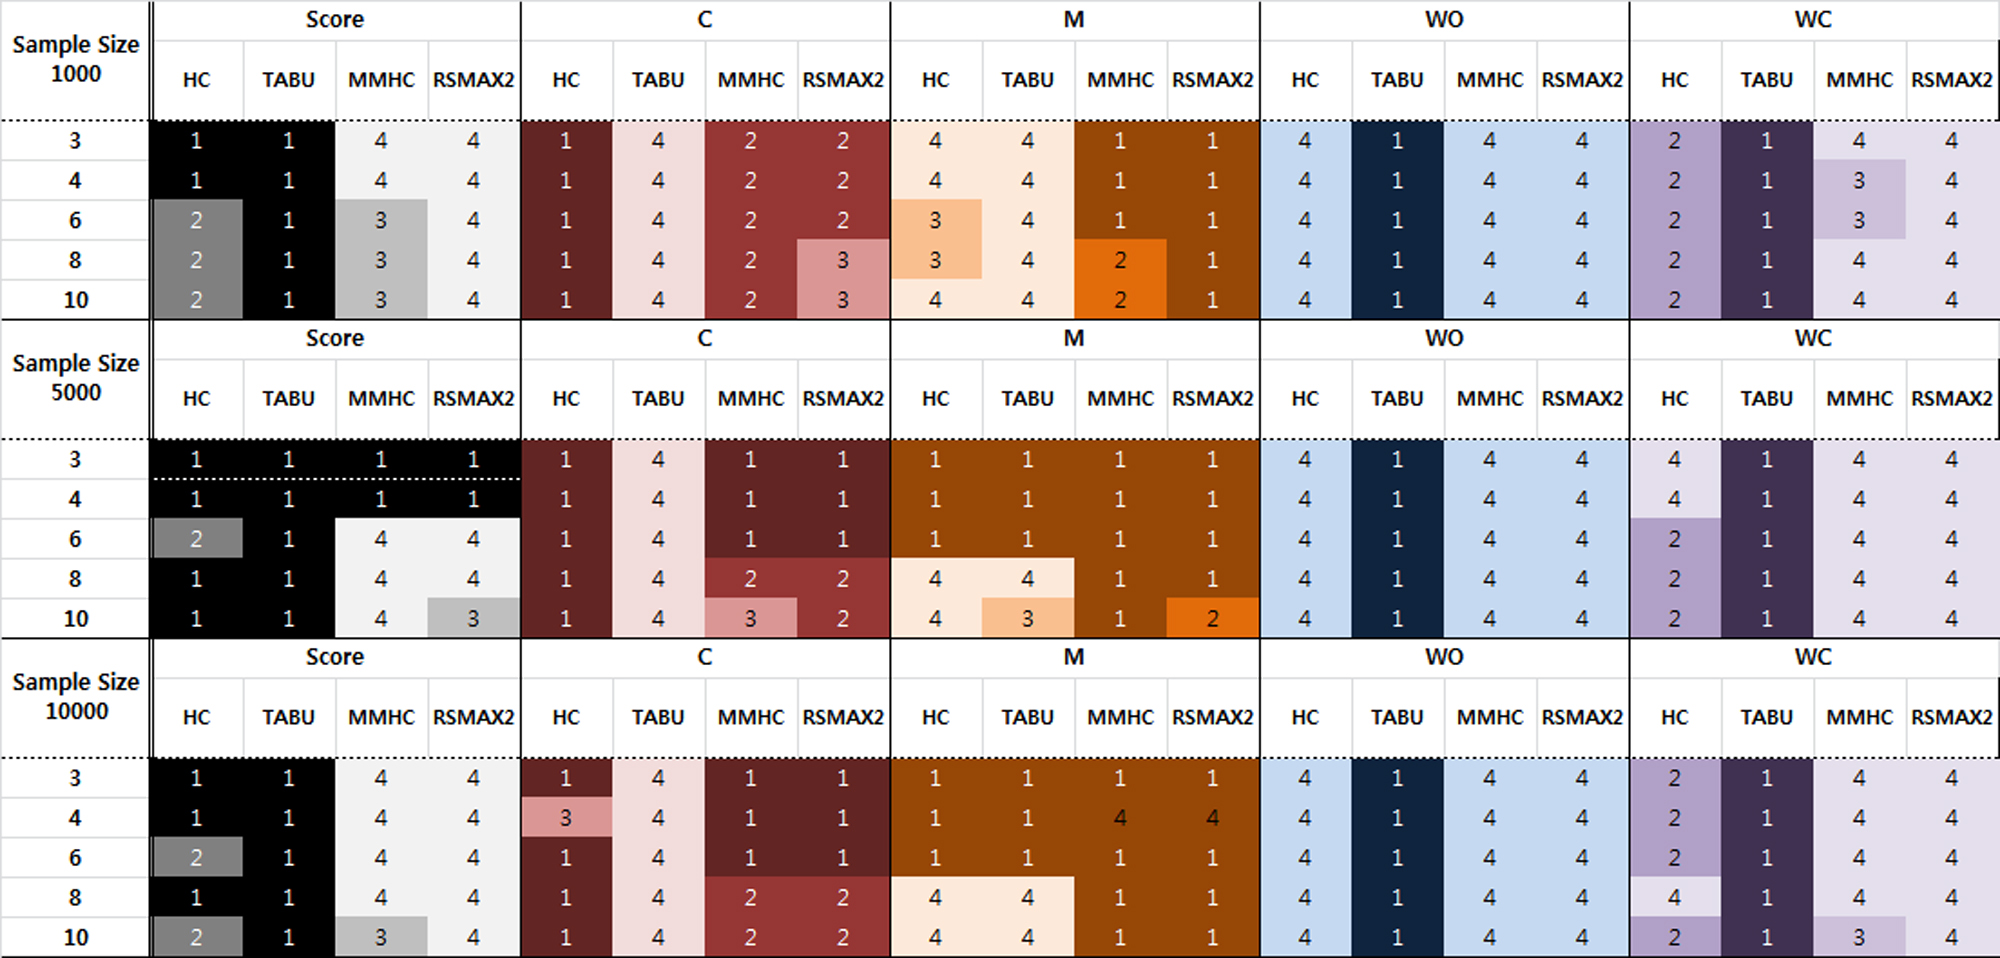 Sample Size 1000 Score C M WO WC
HC TABU MMHC RSMAX2 HC TABU MMHC RSMAX2 HC TABU MMHC RSMAX2 HC TABU MMHC RSMAX2 HC TABU MMHC RSMAX2
3 1 1 4 4 1 4 2 2 4 4 1 1 4 1 4 4 2 1 4 4
4 1 1 4 4 1 4 2 2 4 4 1 1 4 1 4 4 2 1 3 4
6 2 1 3 4 1 4 2 2 3 4 1 1 4 1 4 4 2 1 3 4
8 2 1 3 4 1 4 2 3 3 4 2 1 4 1 4 4 2 1 4 4
10 2 1 3 4 1 4 2 3 4 4 2 1 4 1 4 4 2 1 4 4
Sample Size 5000 Score C M WO WC
HC TABU MMHC RSMAX2 HC TABU MMHC RSMAX2 HC TABU MMHC RSMAX2 HC TABU MMHC RSMAX2 HC TABU MMHC RSMAX2
3 1 1 1 1 1 4 1 1 1 1 1 1 4 1 4 4 4 1 4 4
4 1 1 1 1 1 4 1 1 1 1 1 1 4 1 4 4 4 1 4 4
6 2 1 4 4 1 4 1 1 1 1 1 1 4 1 4 4 2 1 4 4
8 1 1 4 4 1 4 2 2 4 4 1 1 4 1 4 4 2 1 4 4
10 1 1 4 3 1 4 3 2 4 3 1 2 4 1 4 4 2 1 4 4
Sample Size 10000 Score C M WO WC
HC TABU MMHC RSMAX2 HC TABU MMHC RSMAX2 HC TABU MMHC RSMAX2 HC TABU MMHC RSMAX2 HC TABU MMHC RSMAX2
3 1 1 4 4 1 4 1 1 1 1 1 1 4 1 4 4 2 1 4 4
4 1 1 4 4 3 4 1 1 1 1 4 4 4 1 4 4 2 1 4 4
6 2 1 4 4 1 4 1 1 1 1 1 1 4 1 4 4 2 1 4 4
8 1 1 4 4 1 4 2 2 4 4 1 1 4 1 4 4 4 1 4 4
10 2 1 3 4 1 4 2 2 4 4 1 1 4 1 4 4 2 1 3 4